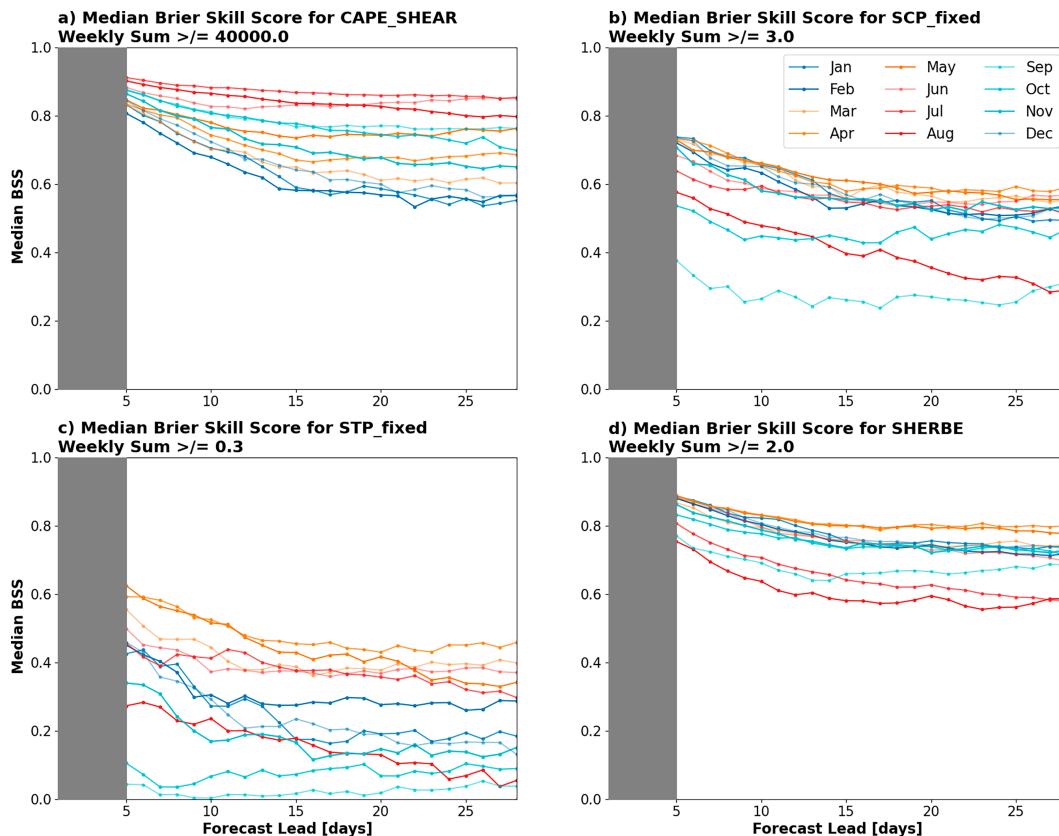 a) Median Brier Skill Score for CAPE_SHEAR
Weekly Sum >/= 40000.0
1.0
0.8
0.6
0.4
0.2
0.0
Median BSS
5 10 15 20 25
b) Median Brier Skill Score for SCP_fixed
Weekly Sum >/= 3.0
1.0
0.8
0.6
0.4
0.2
0.0
Jan May Sep
Feb Jun Oct
Mar Jul Nov
Apr Aug Dec
5 10 15 20 25
c) Median Brier Skill Score for STP_fixed
Weekly Sum >/= 0.3
1.0
0.8
0.6
0.4
0.2
0.0
Median BSS
5 10 15 20 25
Forecast Lead [days]
d) Median Brier Skill Score for SHERBE
Weekly Sum >/= 2.0
1.0
0.8
0.6
0.4
0.2
0.0
5 10 15 20 25
Forecast Lead [days]